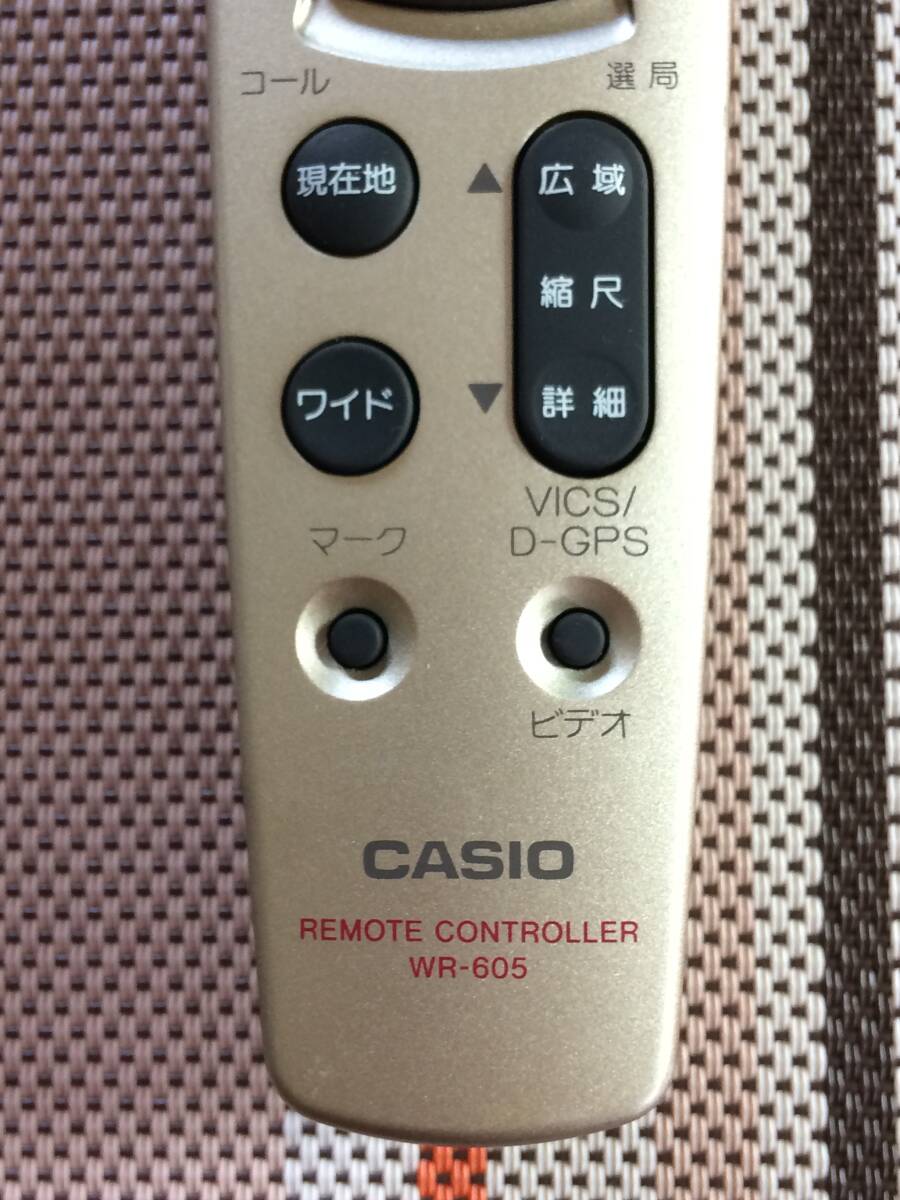 コール
選局
現在地
▲
広域
縮尺
ワイド
▼
詳細
マーク
VICS/
D-GPS
ビデオ
CASIO
REMOTE CONTROLLER
WR-605